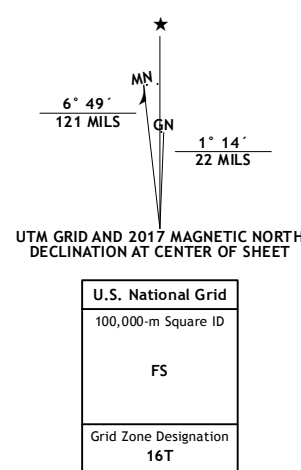 ★
MN
6° 49´
121 MILS
GN
1° 14´
22 MILS
UTM GRID AND 2017 MAGNETIC NORTH
DECLINATION AT CENTER OF SHEET
U.S. National Grid
100,000-m Square ID
FS
Grid Zone Designation
16T